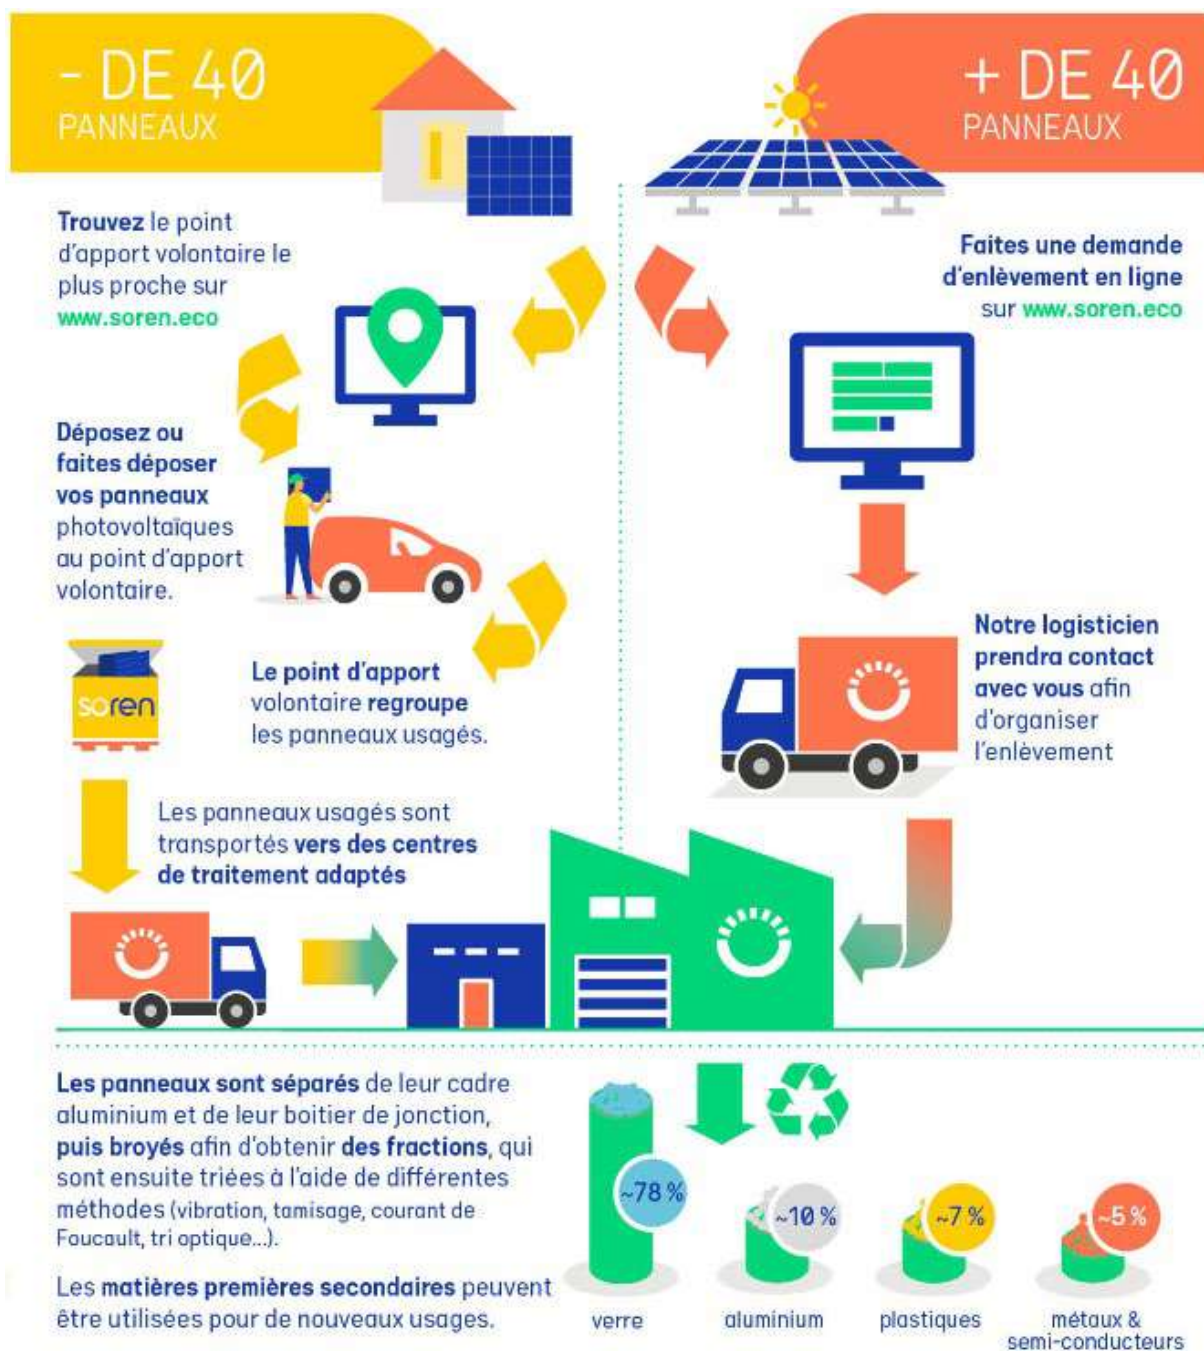 - DE 40
PANNEAUX
+ DE 40
PANNEAUX
Trouvez le point
d'apport volontaire le
plus proche sur
www.soren.eco
Déposez ou
faites déposer
vos panneaux
photovoltaïques
au point d'apport
volontaire.
soren
Le point d'apport
volontaire regroupe
les panneaux usagés.
Les panneaux usagés sont
transportés vers des centres
de traitement adaptés
Faites une demande
d'enlèvement en ligne
sur www.soren.eco
Notre logisticien
prendra contact
avec vous afin
d'organiser
l'enlèvement
Les panneaux sont séparés de leur cadre
aluminium et de leur boitier de jonction,
puis broyés afin d'obtenir des fractions, qui
sont ensuite triées à l'aide de différentes
méthodes (vibration, tamisage, courant de
Foucault, tri optique...).
Les matières premières secondaires peuvent
être utilisées pour de nouveaux usages.
~78 %
verre
~10 %
aluminium
~7 %
plastiques
~5 %
métaux &
semi-conducteurs